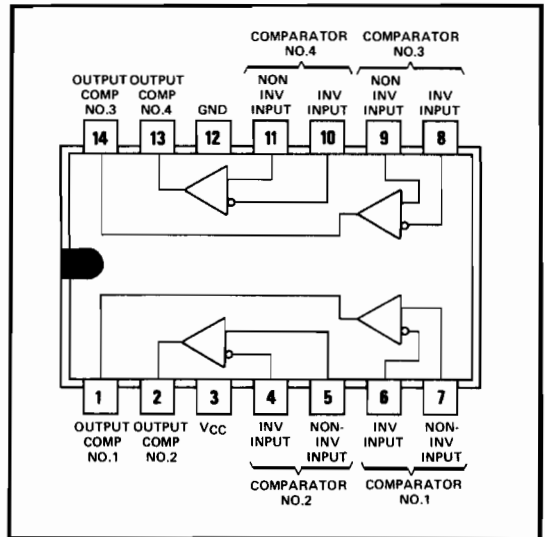 COMPARATOR COMPARATOR
NO.4 NO.3
OUTPUT OUTPUT NON NON
COMP COMP INV INV INV INV
NO.3 NO.4 GND INPUT INPUT INPUT INPUT
14 13 12 11 10 9 8
1 2 3 4 5 6 7
OUTPUT OUTPUT VCC INV NON- INV NON-
COMP COMP INPUT INV INPUT INV
NO.1 NO.2 INPUT INPUT
COMPARATOR COMPARATOR
NO.2 NO.1